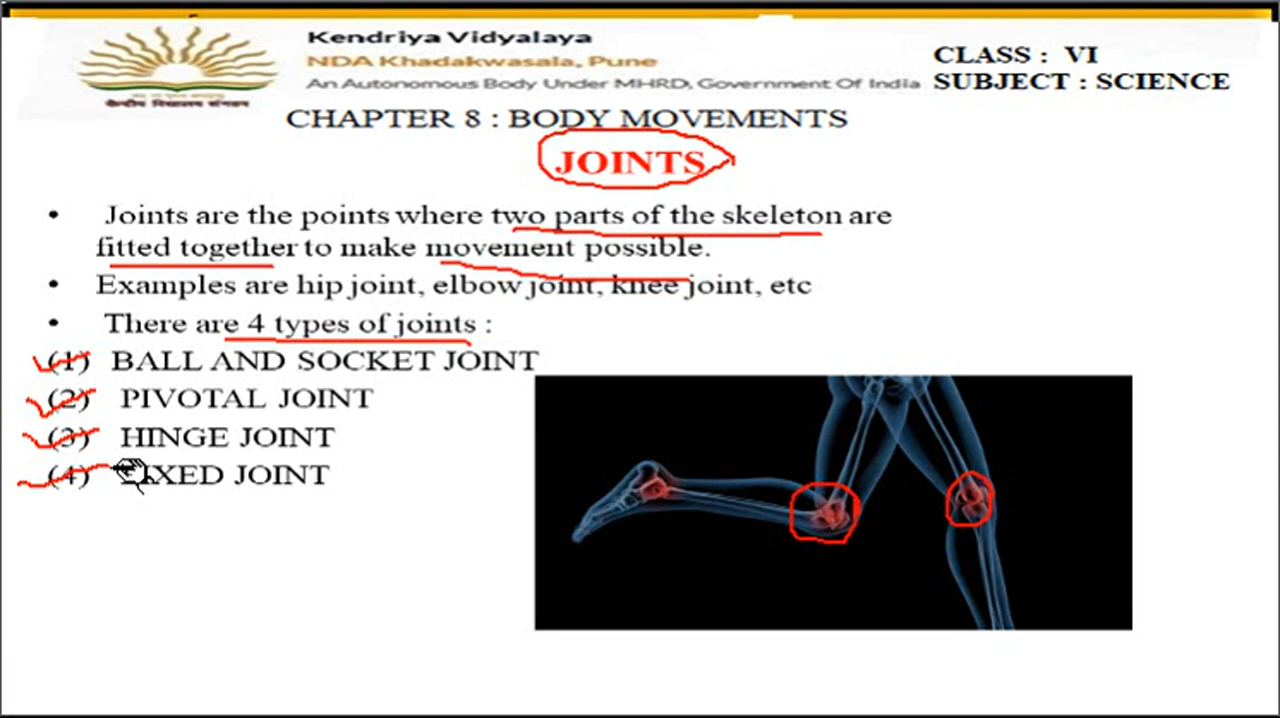 Kendriya Vidyalaya
NDA Khadakwasala, Pune
An Autonomous Body Under MHRD, Government Of India
CLASS : VI
SUBJECT : SCIENCE
केन्द्रीय विद्यालय संगठन
CHAPTER 8 : BODY MOVEMENTS
JOINTS
• Joints are the points where two parts of the skeleton are
fitted together to make movement possible.
• Examples are hip joint, elbow joint, knee joint, etc
• There are 4 types of joints :
(1) BALL AND SOCKET JOINT
(2) PIVOTAL JOINT
(3) HINGE JOINT
(4) FIXED JOINT